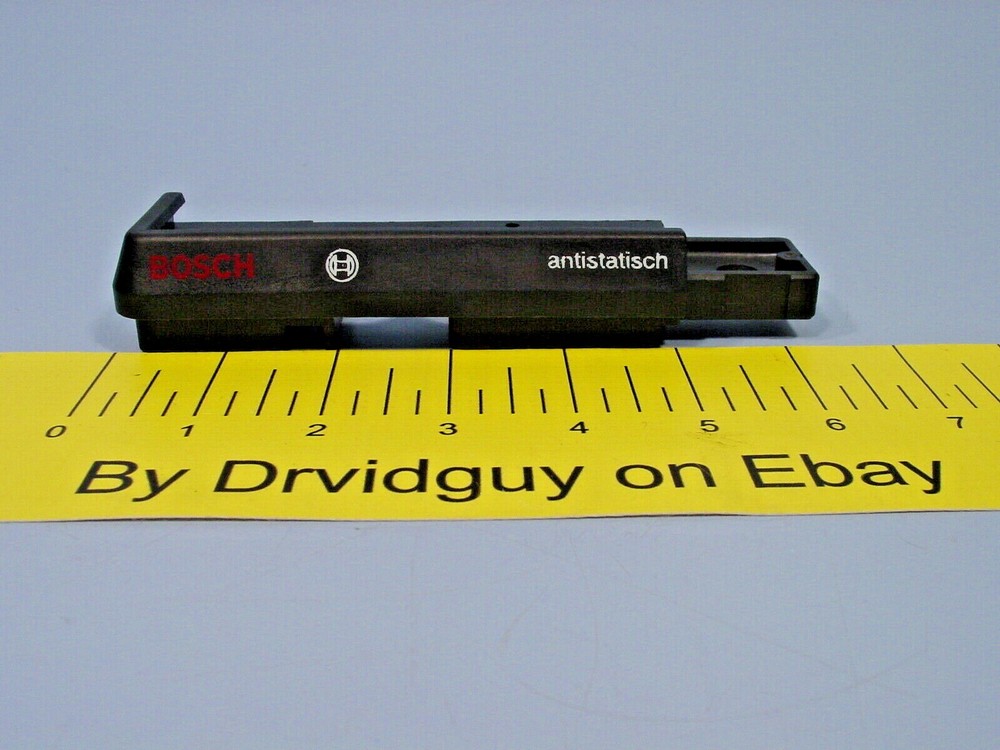 BOSCH antistatisch
0 1 2 3 4 5 6 7
By Drvidguy on Ebay